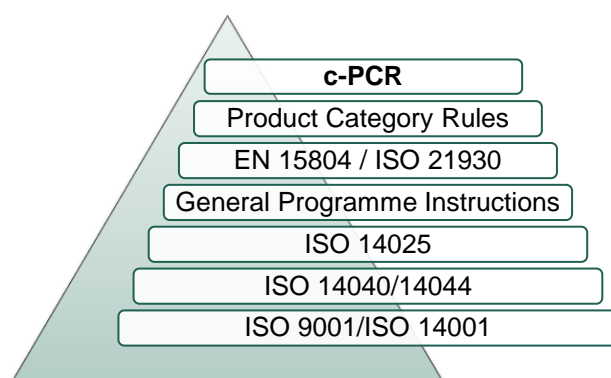 c-PCR
Product Category Rules
EN 15804 / ISO 21930
General Programme Instructions
ISO 14025
ISO 14040/14044
ISO 9001/ISO 14001